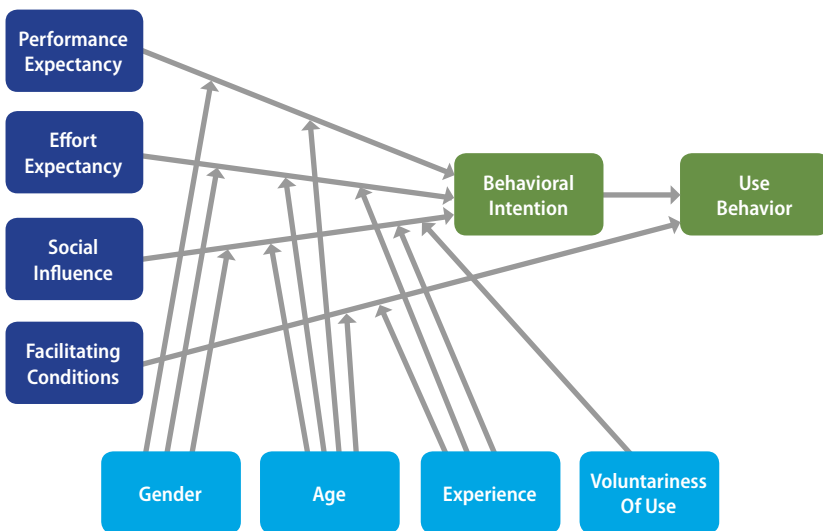 Performance
Expectancy
Effort
Expectancy
Social
Influence
Facilitating
Conditions
Behavioral
Intention
Use
Behavior
Gender
Age
Experience
Voluntariness
Of Use